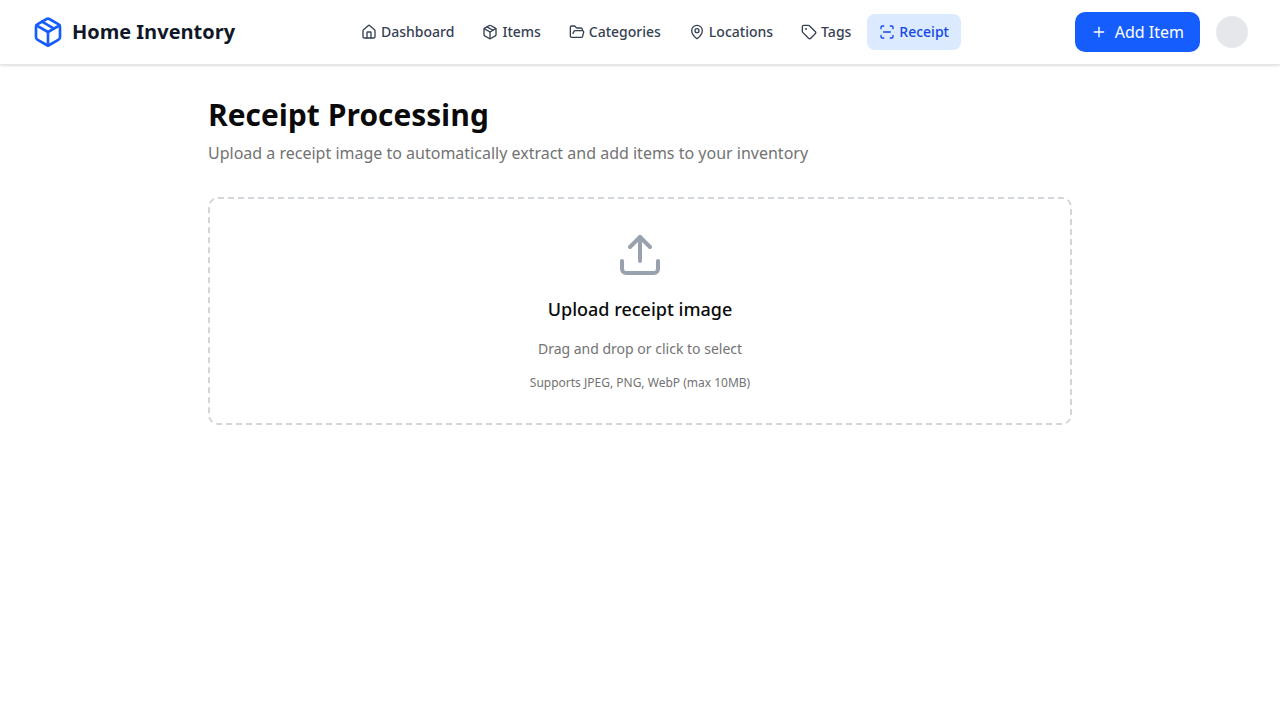 Home Inventory
Dashboard
Items
Categories
Locations
Tags
Receipt
Add Item
Receipt Processing
Upload a receipt image to automatically extract and add items to your inventory
Upload receipt image
Drag and drop or click to select
Supports JPEG, PNG, WebP (max 10MB)